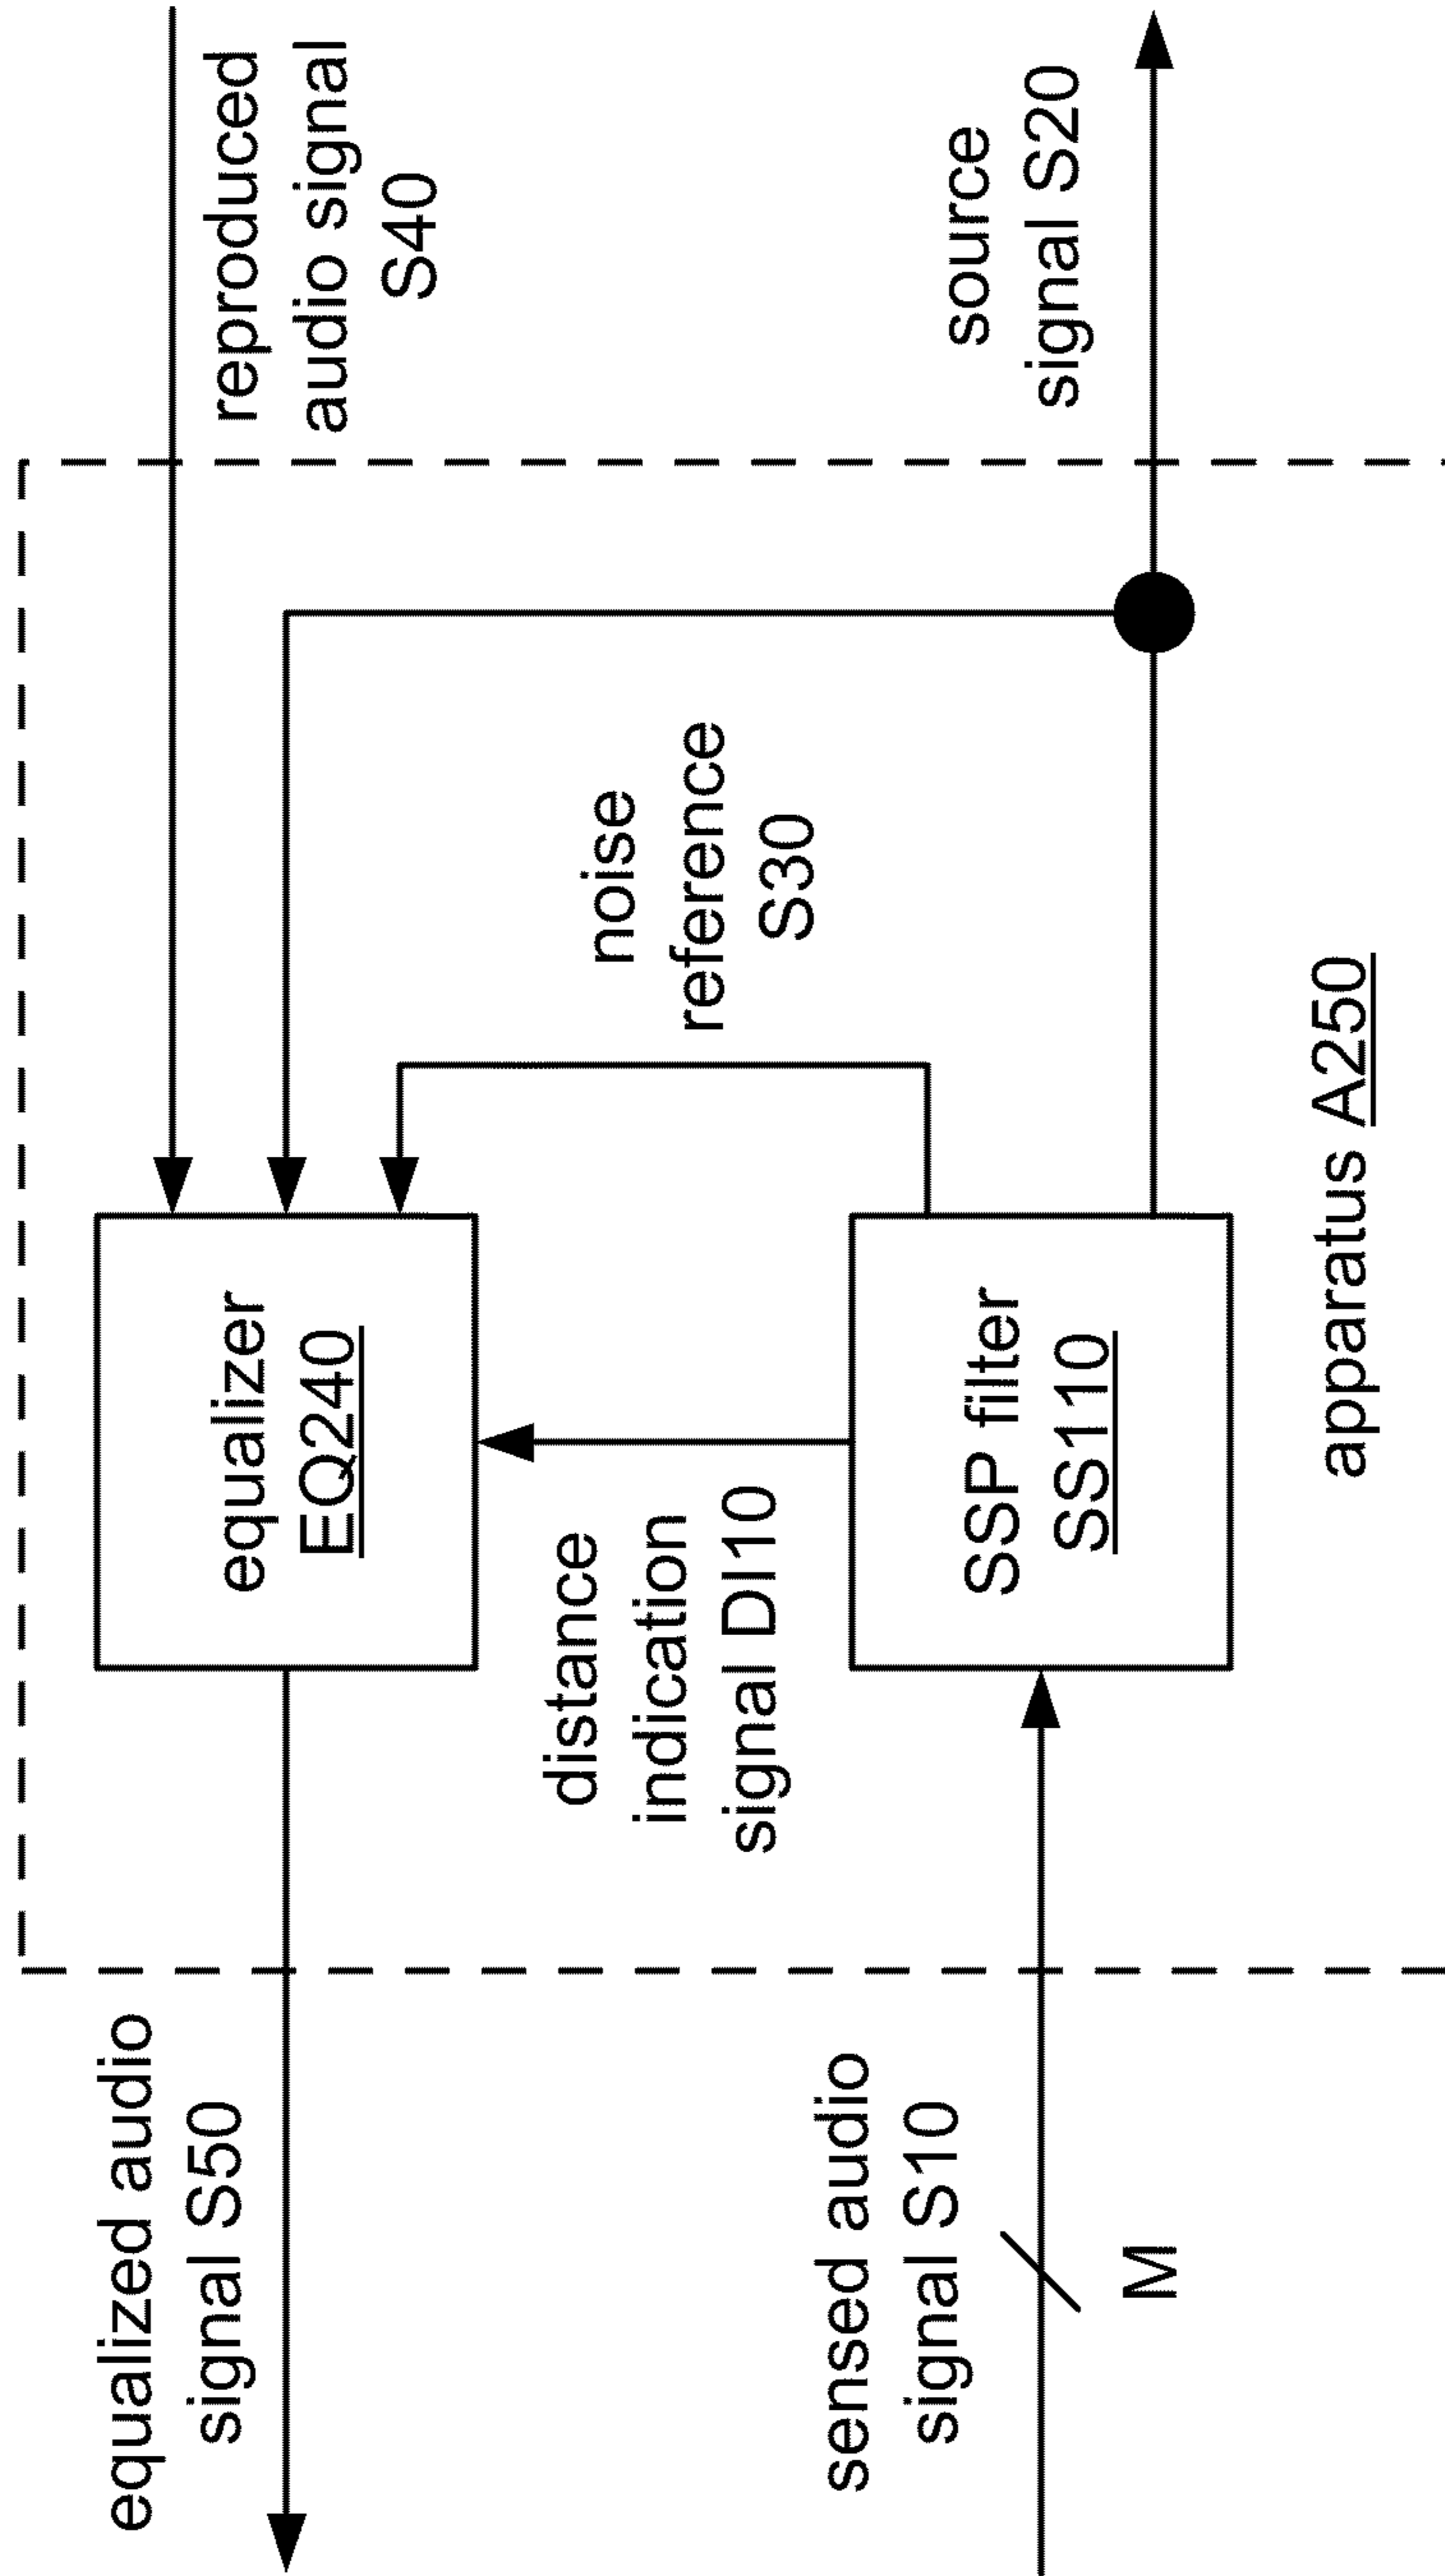 equalized audio
signal S50
equalizer
EQ240
reproduced
audio signal
S40
distance
indication
signal DI10
noise
reference
S30
sensed audio
signal S10
M
SSP filter
SS110
source
signal S20
apparatus A250